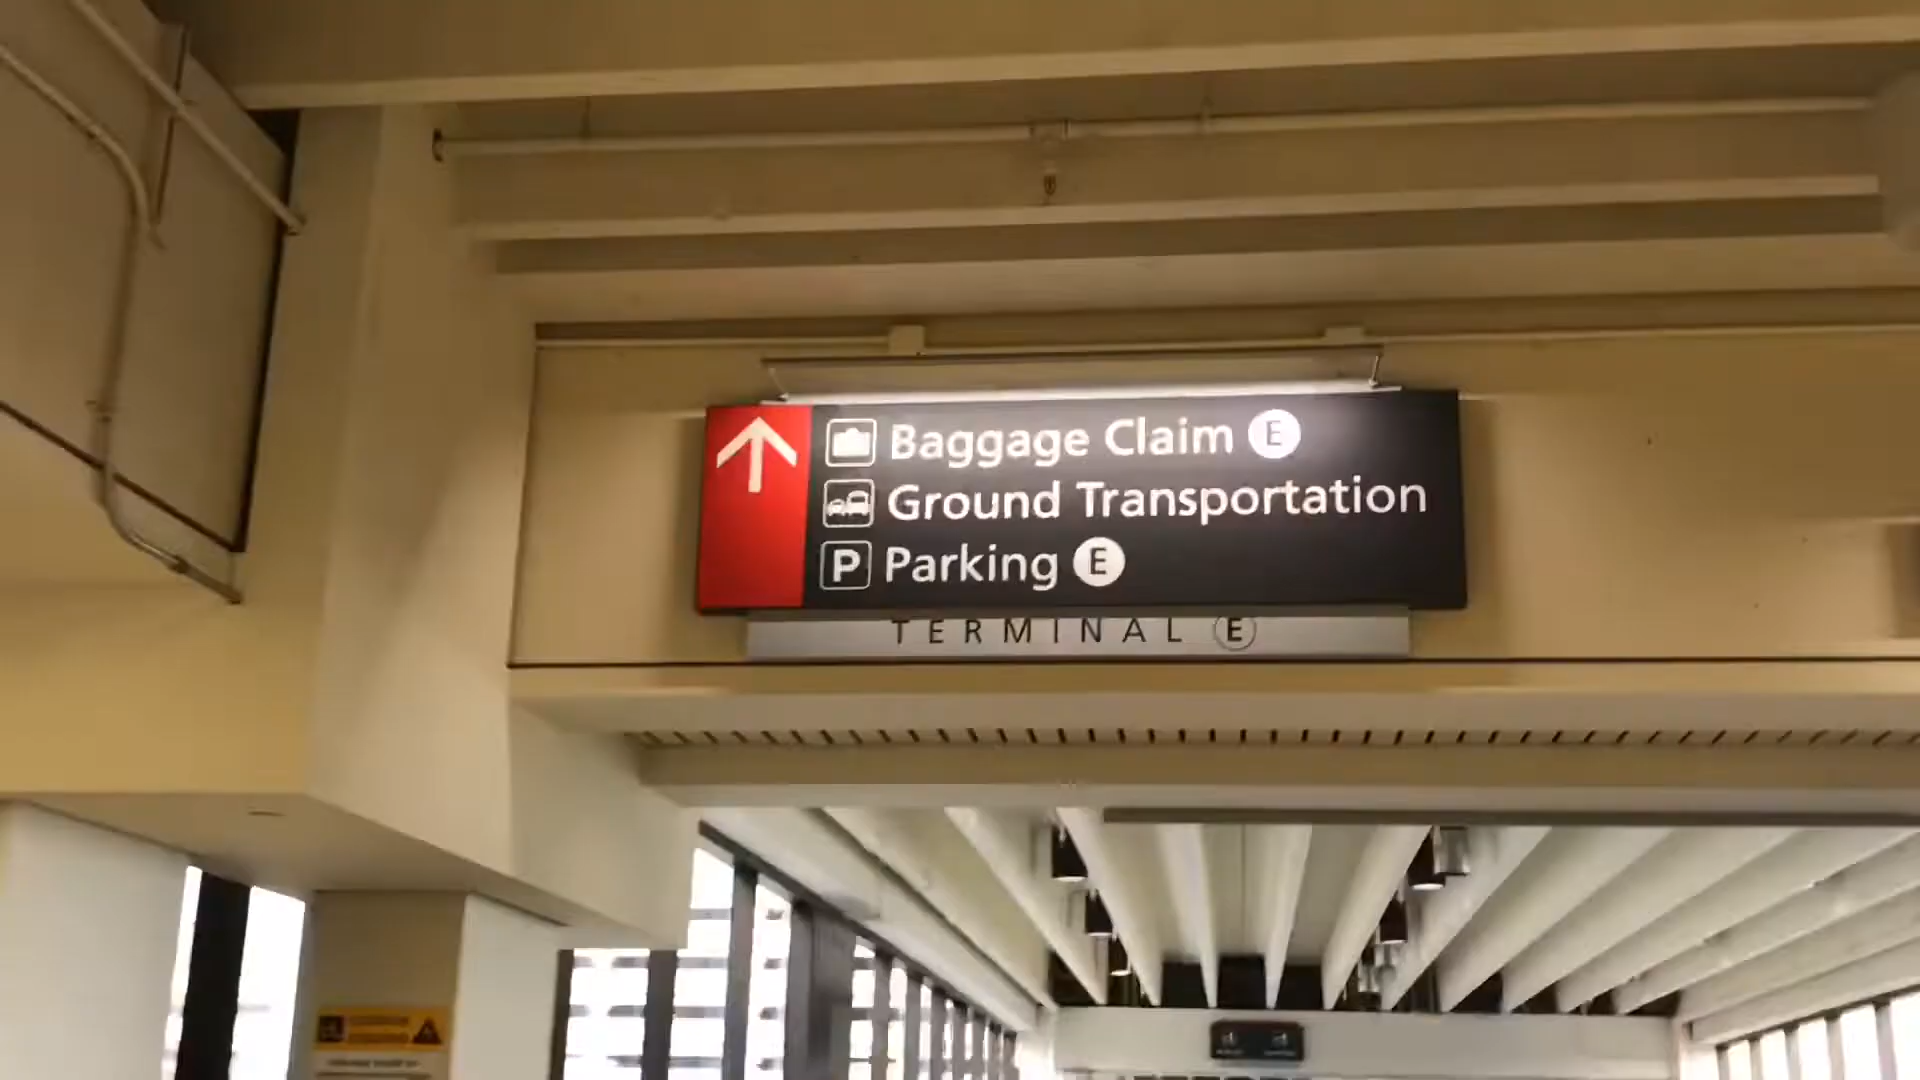 Baggage Claim E
Ground Transportation
P Parking E
TERMINAL E